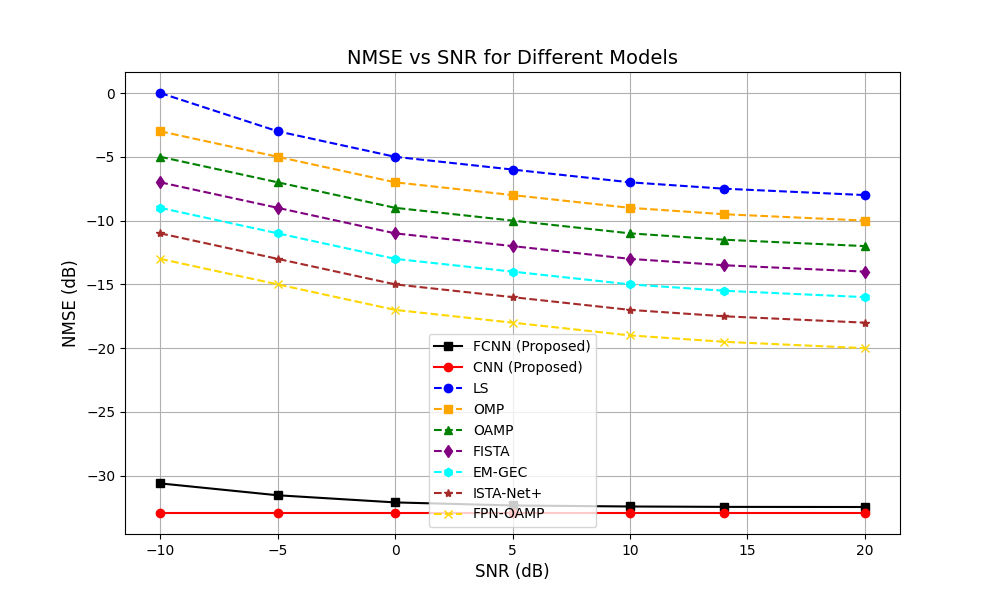 NMSE vs SNR for Different Models
NMSE (dB)
0
−5
−10
−15
−20
−25
−30
FCNN (Proposed)
CNN (Proposed)
LS
OMP
OAMP
FISTA
EM-GEC
ISTA-Net+
FPN-OAMP
−10 −5 0 5 10 15 20
SNR (dB)